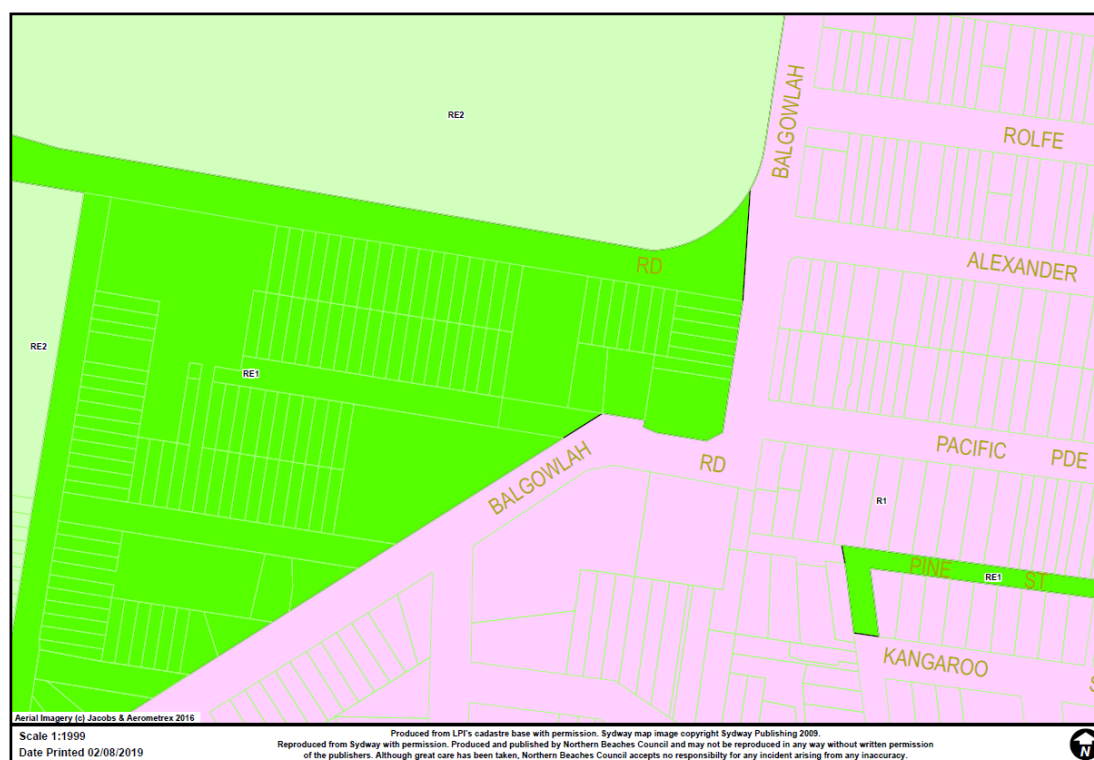 RE2
BALGOWLAH
ROLFE
ALEXANDER
RD
RE2
RE1
BALGOWLAH
RD
PACIFIC
PDE
R1
PINE
RE1
ST
KANGAROO
S
Aerial Imagery (c) Jacobs & Aerometrex 2016
Scale 1:1999
Date Printed 02/08/2019
Produced from LPI's cadastre base with permission. Sydway map image copyright Sydway Publishing 2009.
Reproduced from Sydway with permission. Produced and published by Northern Beaches Council and may not be reproduced in any way without written permission
of the publishers. Although great care has been taken, Northern Beaches Council accepts no responsibilty for any incident arising from any inaccuracy.
N